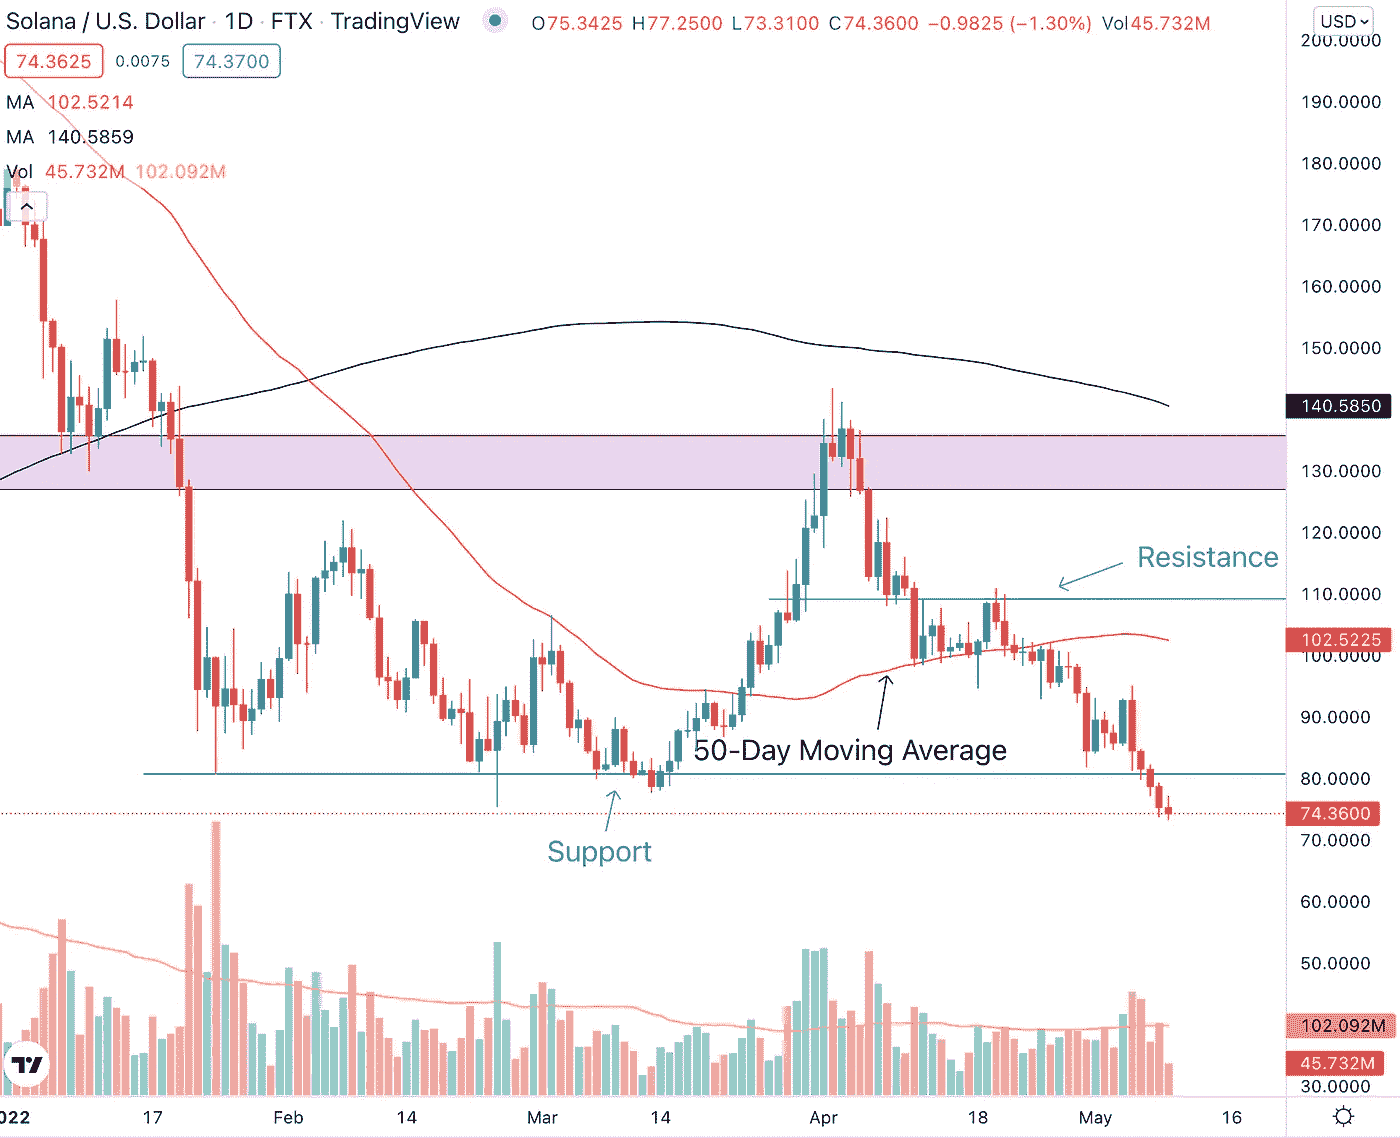 Solana / U.S. Dollar · 1D · FTX · TradingView O75.3425 H77.2500 L73.3100 C74.3600 −0.9825 (−1.30%) Vol45.732M
USD
74.3625 0.0075 74.3700
MA 102.5214
MA 140.5859
Vol 45.732M 102.092M
200.0000
190.0000
180.0000
170.0000
160.0000
150.0000
140.5850
130.0000
120.0000
Resistance
110.0000
102.5225
100.0000
90.0000
50-Day Moving Average
80.0000
74.3600
70.0000
Support
60.0000
50.0000
102.092M
45.732M
30.0000
022 17 Feb 14 Mar 14 Apr 18 May 16